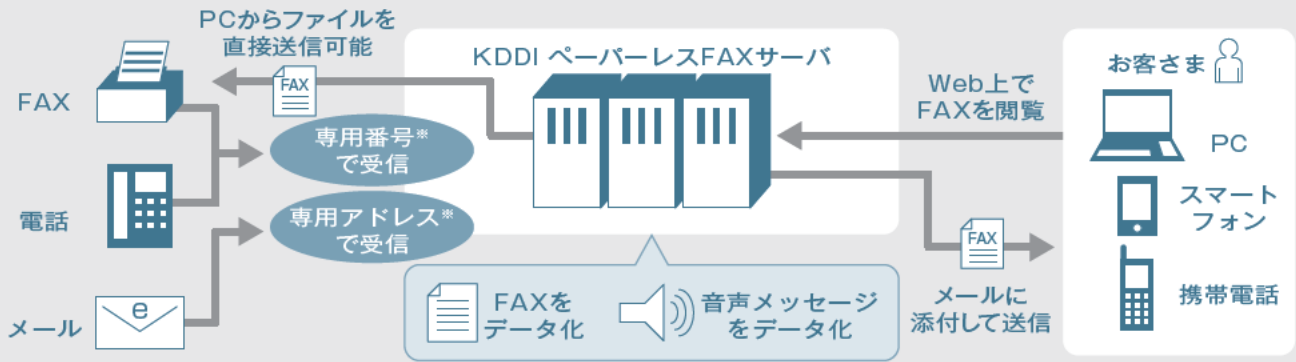 PCからファイルを
直接送信可能
FAX
FAX
電話
メール
e
専用番号※
で受信
専用アドレス※
で受信
KDDI ペーパーレスFAXサーバ
FAXを
データ化
音声メッセージ
をデータ化
Web上で
FAXを閲覧
FAX
メールに
添付して送信
お客さま
PC
スマート
フォン
携帯電話